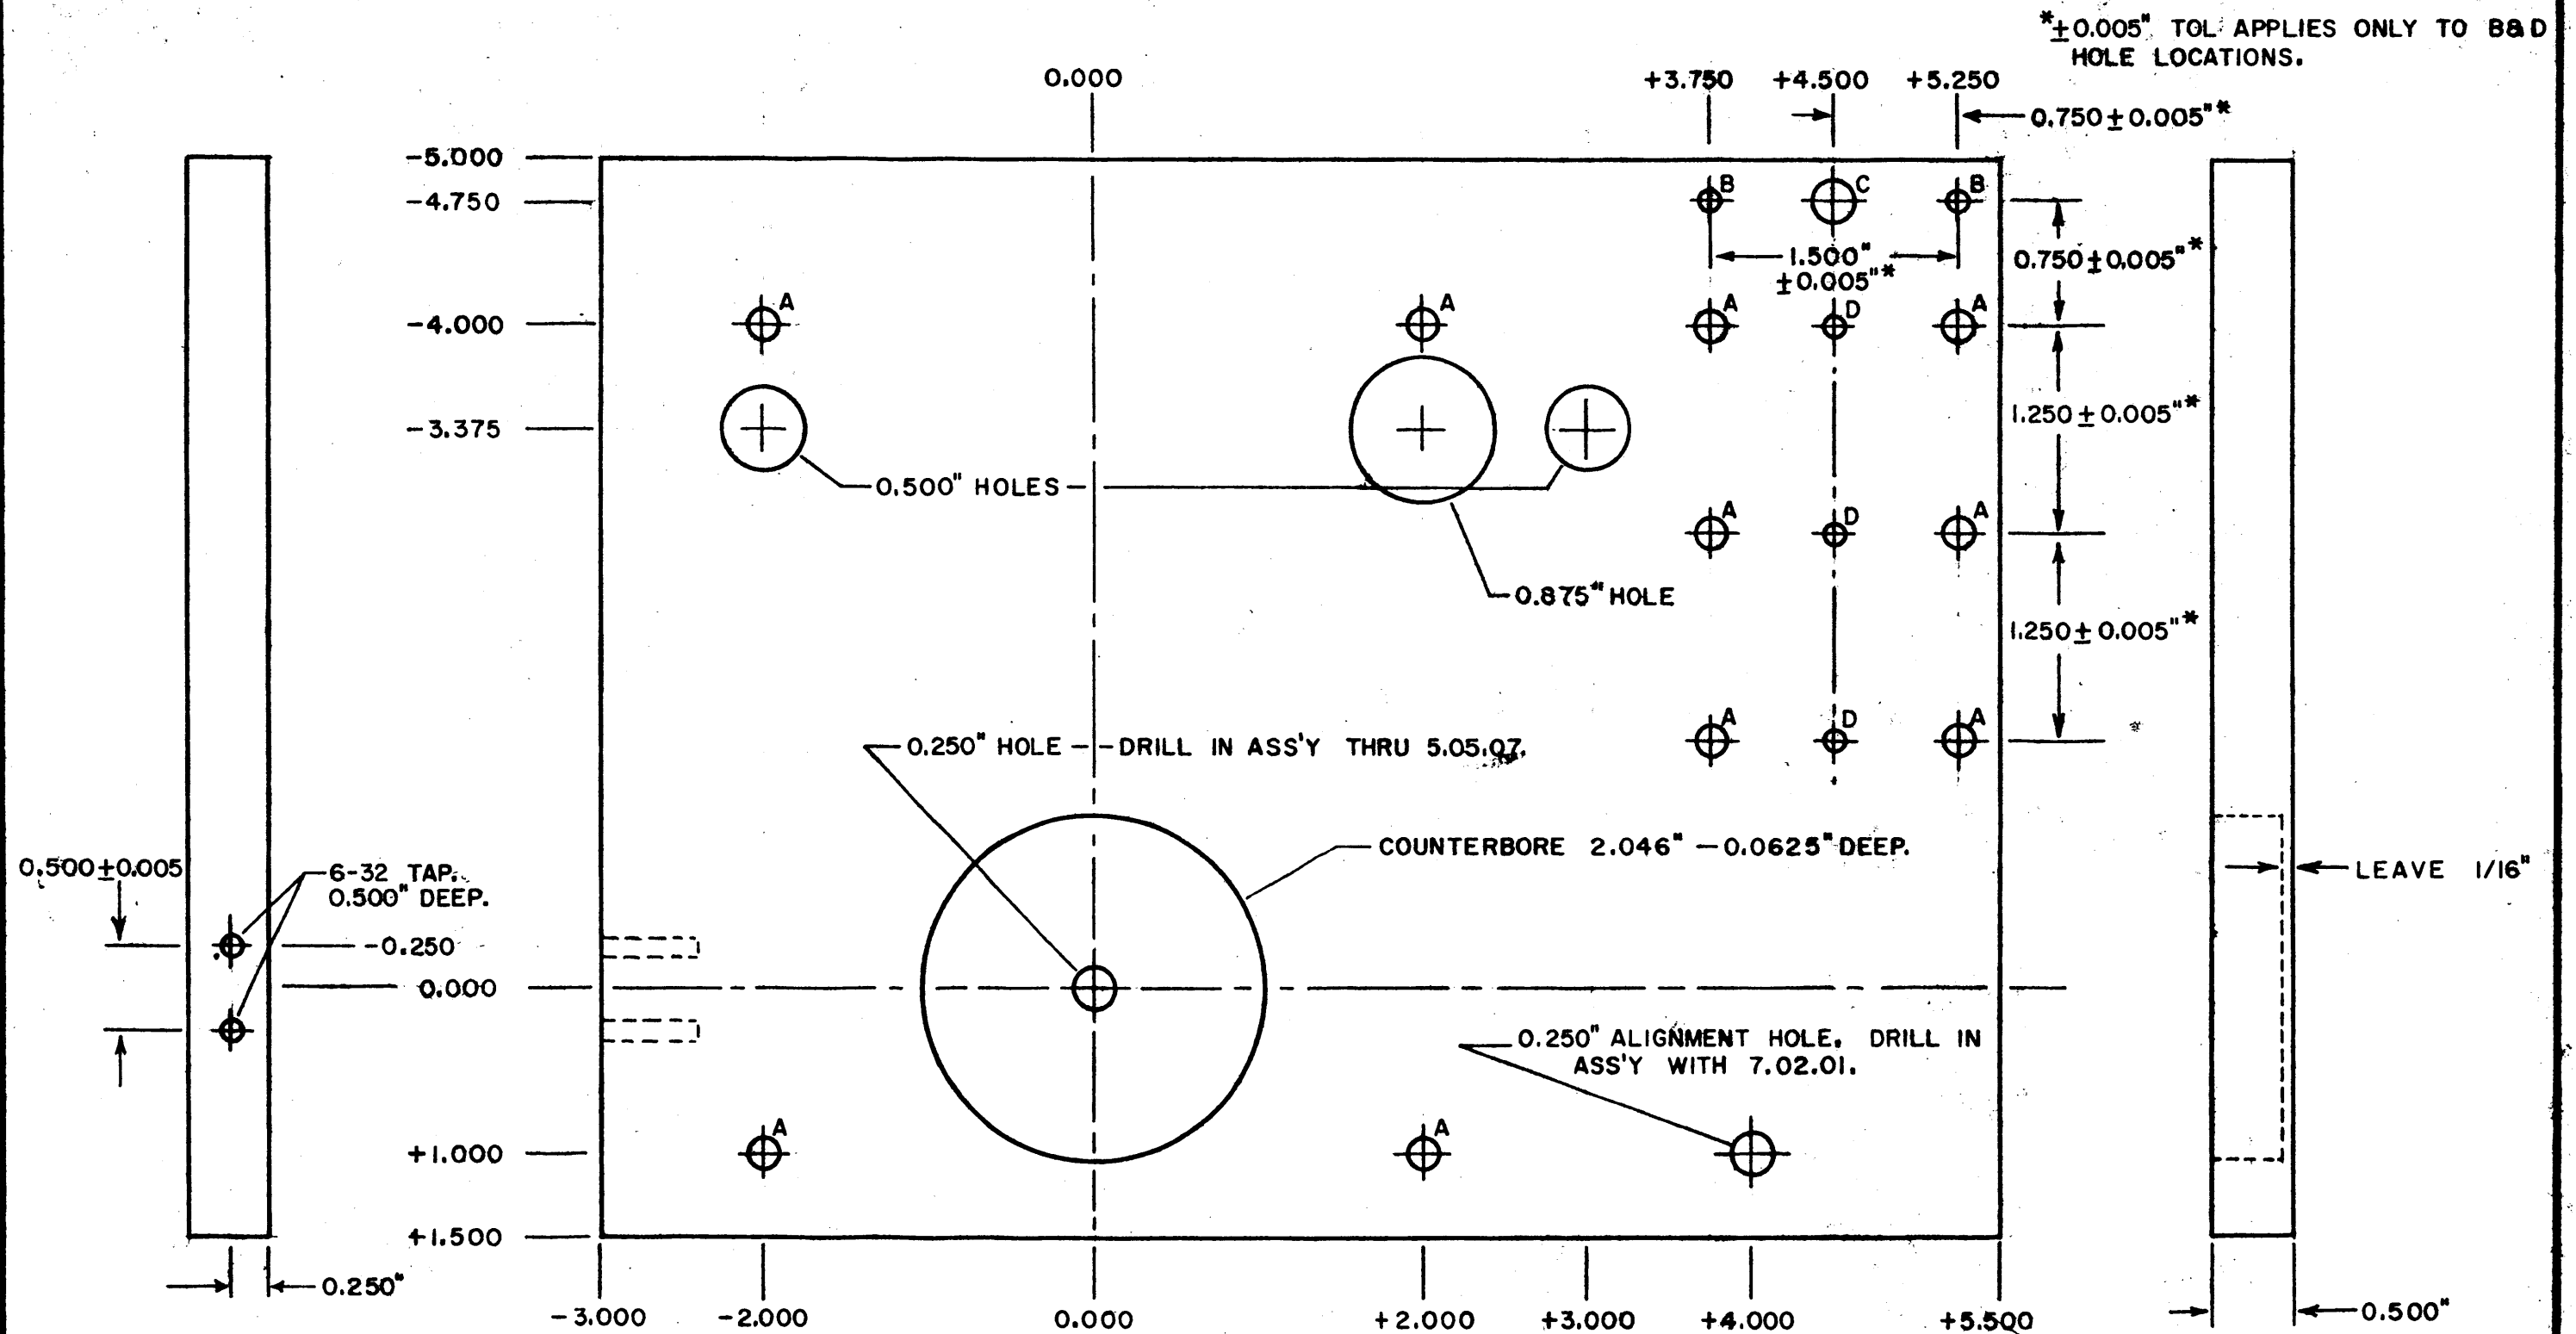 *±0.005" TOL APPLIES ONLY TO B&D
HOLE LOCATIONS.
0.000
+3.750 +4.500 +5.250
0.750±0.005"*
-5.000
-4.750
B C B
1.500"
±0.005"*
0.750±0.005"*
-4.000
A A A D A
-3.375
1.250±0.005"*
0.500" HOLES
A D A
0.875" HOLE
1.250±0.005"*
A D A
0.250" HOLE - - DRILL IN ASS'Y THRU 5.05.07.
COUNTERBORE 2.046" - 0.0625" DEEP.
0.500±0.005
6-32 TAP.
0.500" DEEP.
LEAVE 1/16"
-0.250
0.000
0.250" ALIGNMENT HOLE. DRILL IN
ASS'Y WITH 7.02.01.
+1.000
A A
+1.500
0.250"
-3.000 -2.000 0.000 +2.000 +3.000 +4.000 +5.500
0.500"